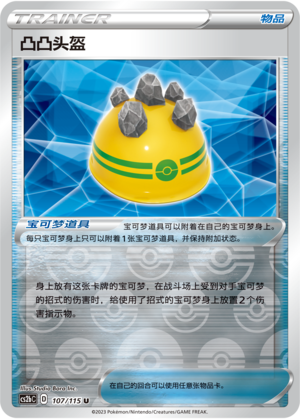 TRAINER
物品
凸凸头盔
宝可梦道具
宝可梦道具可以附着在自己的宝可梦身上。
每只宝可梦身上只可以附着1张宝可梦道具，并保持附加状态。
身上放有这张卡牌的宝可梦，在战斗场上受到对手宝可梦
的招式的伤害时，给使用了招式的宝可梦身上放置2个伤
害指示物。
Illus. Studio Bora Inc.
cs2bC D 107/115 U
在自己的回合可以使用任意张物品卡。
©2023 Pokémon/Nintendo/Creatures/GAME FREAK.